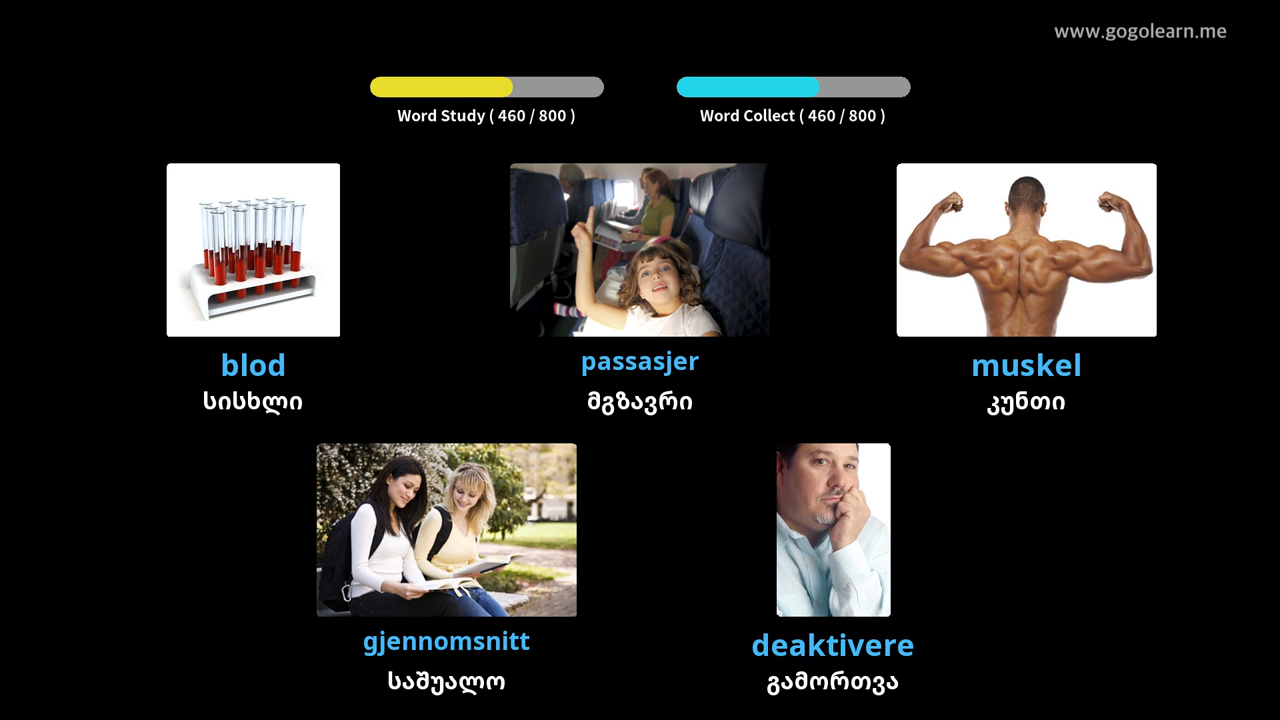 www.gogolearn.me
Word Study ( 460 / 800 )
Word Collect ( 460 / 800 )
blod
სისხლი
passasjer
მგზავრი
muskel
კუნთი
gjennomsnitt
საშუალო
deaktivere
გამორთვა